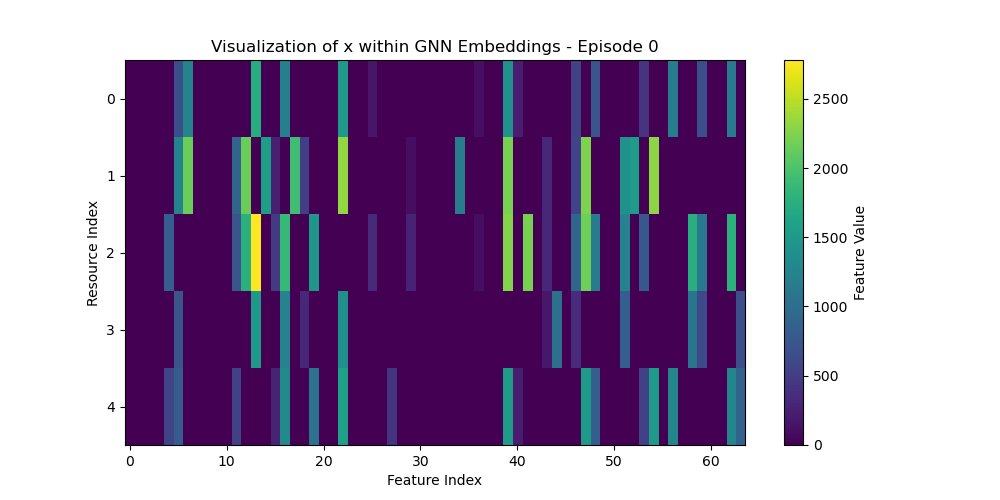 Visualization of x within GNN Embeddings - Episode 0
Resource Index
0
1
2
3
4
0 10 20 30 40 50 60
Feature Index
2500
2000
1500
1000
500
0
Feature Value